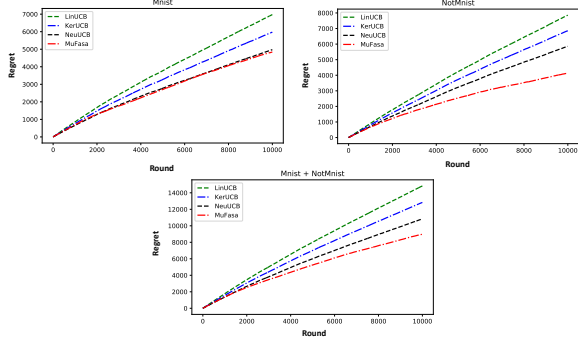 Mnist
LinUCB
KerUCB
NeuUCB
MuFasa
7000
6000
5000
4000
3000
2000
1000
0
Regret
0 2000 4000 6000 8000 10000
Round
NotMnist
LinUCB
KerUCB
NeuUCB
MuFasa
8000
7000
6000
5000
4000
3000
2000
1000
0
Regret
0 2000 4000 6000 8000 10000
Round
Mnist + NotMnist
LinUCB
KerUCB
NeuUCB
MuFasa
14000
12000
10000
8000
6000
4000
2000
0
Regret
0 2000 4000 6000 8000 10000
Round